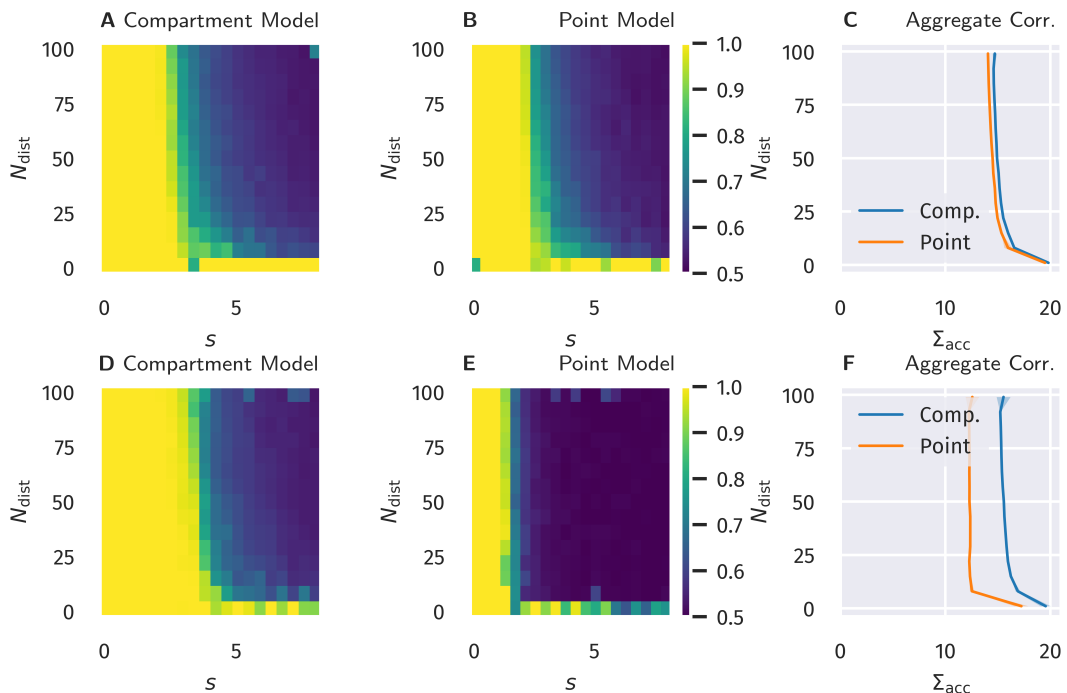 A Compartment Model
B Point Model
C Aggregate Corr.
100
75
50
25
0
N_dist
0
5
s
100
75
50
25
0
N_dist
0
5
s
1.0
0.9
0.8
0.7
0.6
0.5
100
75
50
25
0
N_dist
Comp.
Point
0
10
20
Σ_acc
D Compartment Model
E Point Model
F Aggregate Corr.
100
75
50
25
0
N_dist
0
5
s
100
75
50
25
0
N_dist
0
5
s
1.0
0.9
0.8
0.7
0.6
0.5
100
75
50
25
0
N_dist
Comp.
Point
0
10
20
Σ_acc